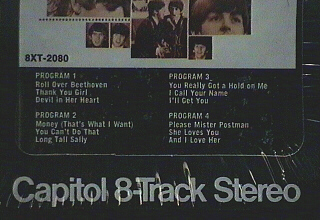 8XT-2080
PROGRAM 1
Roll Over Beethoven
Thank You Girl
Devil in Her Heart
PROGRAM 2
Money (That's What I Want)
You Can't Do That
Long Tall Sally
PROGRAM 3
You Really Got a Hold on Me
I Call Your Name
I'll Get You
PROGRAM 4
Please Mister Postman
She Loves You
And I Love Her
Capitol 8-Track Stereo